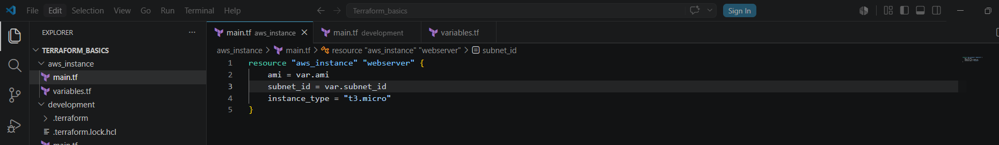 File Edit Selection View Go Run Terminal Help
Terraform_basics
Sign In
EXPLORER
TERRAFORM_BASICS
aws_instance
main.tf
variables.tf
development
.terraform
.terraform.lock.hcl
main.tf
main.tf aws_instance
main.tf development
variables.tf
aws_instance > main.tf > resource "aws_instance" "webserver" > subnet_id
1 resource "aws_instance" "webserver" {
2 ami = var.ami
3 subnet_id = var.subnet_id
4 instance_type = "t3.micro"
5 }